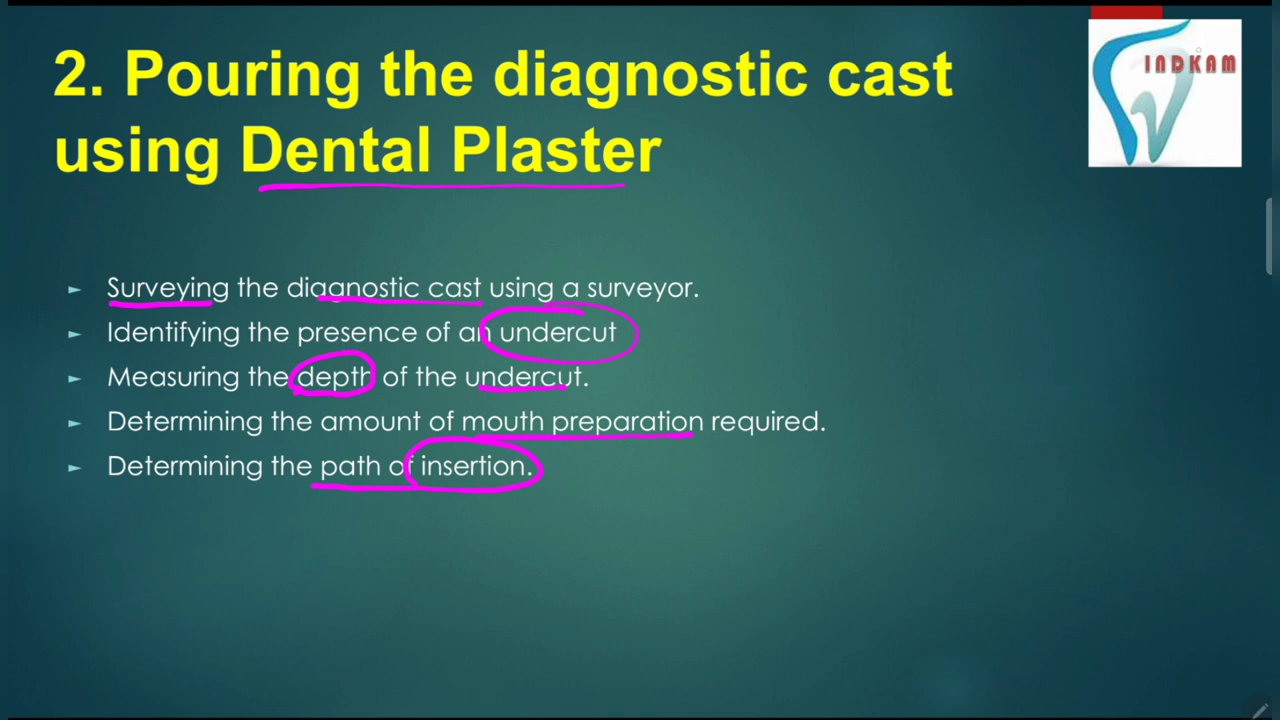 2. Pouring the diagnostic cast
using Dental Plaster
INDKAM
► Surveying the diagnostic cast using a surveyor.
► Identifying the presence of an undercut
► Measuring the depth of the undercut.
► Determining the amount of mouth preparation required.
► Determining the path of insertion.